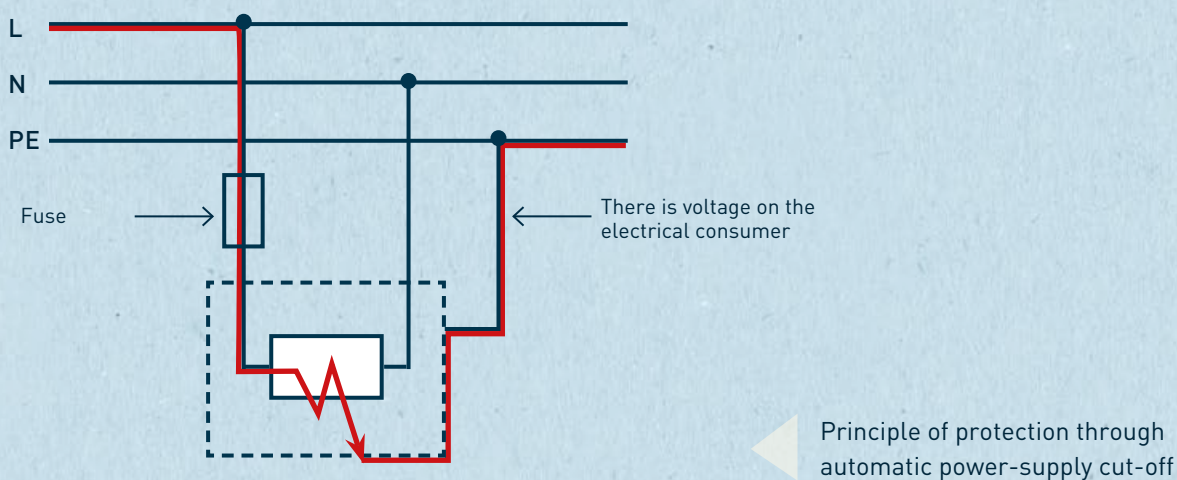 L
N
PE
Fuse
There is voltage on the
electrical consumer
Principle of protection through
automatic power-supply cut-off